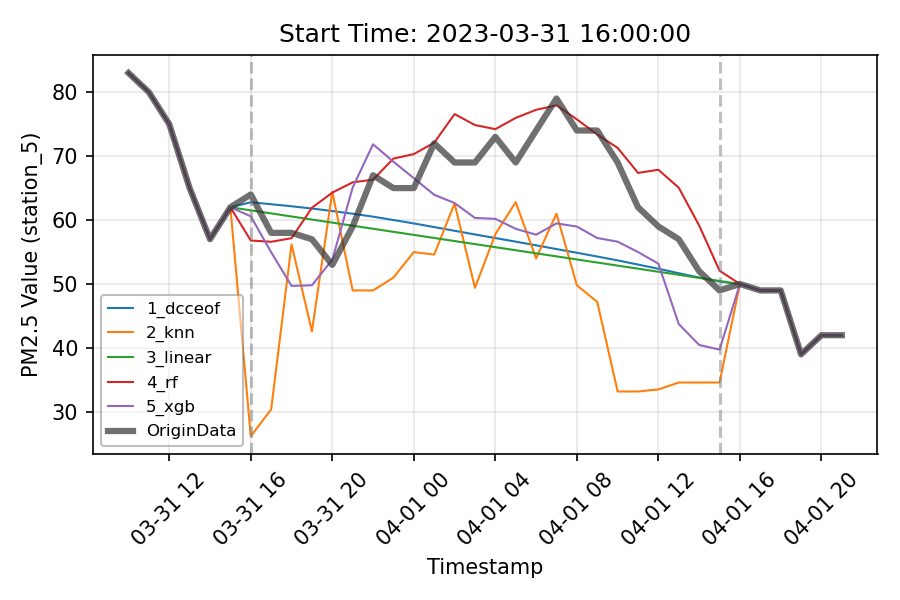 Start Time: 2023-03-31 16:00:00
PM2.5 Value (station_5)
80
70
60
50
40
30
1_dcceof
2_knn
3_linear
4_rf
5_xgb
OriginData
03-31 12
03-31 16
03-31 20
04-01 00
04-01 04
04-01 08
04-01 12
04-01 16
04-01 20
Timestamp